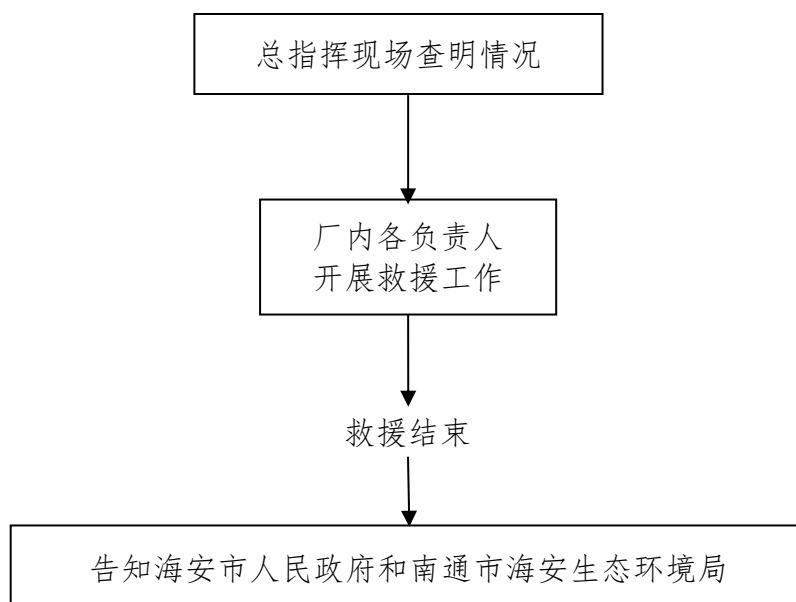 总指挥现场查明情况
厂内各负责人
开展救援工作
救援结束
告知海安市人民政府和南通市海安生态环境局